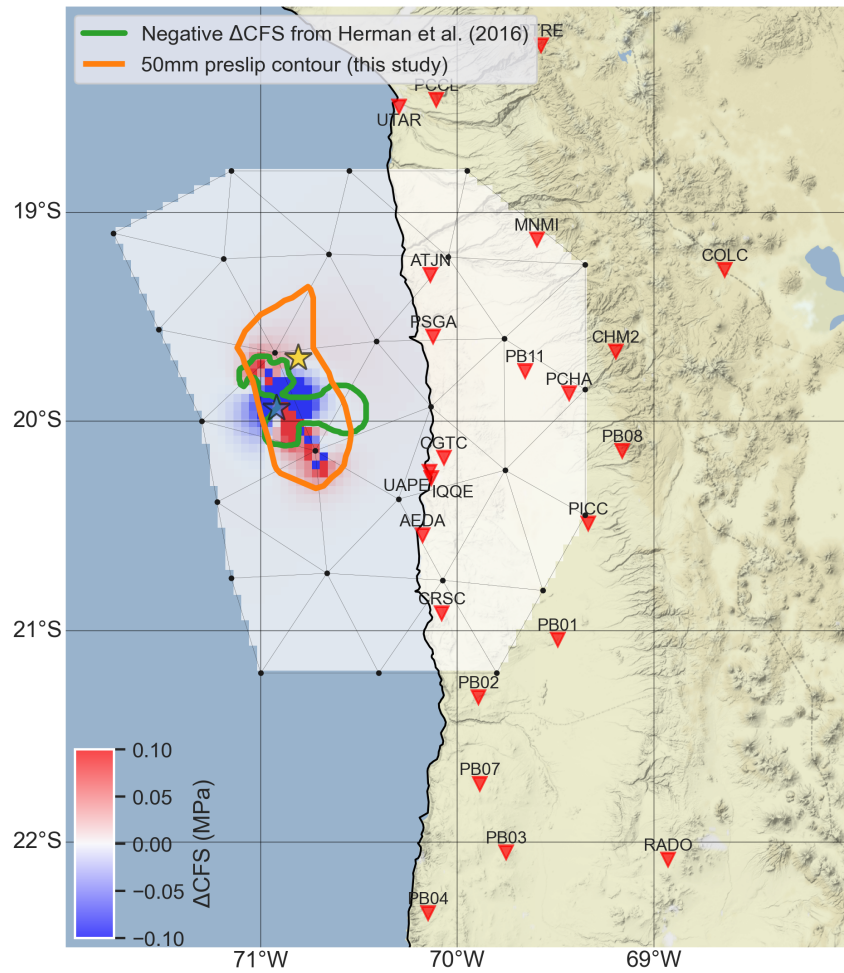 Negative ΔCFS from Herman et al. (2016)
50mm preslip contour (this study)
PCCL
UTAR
19°S
MNMI
ATJN
COLC
PSGA
CHM2
PB11
PCHA
20°S
PB08
CGTC
UAPE
IQQE
PICC
AEDA
CRSC
21°S
PB01
PB02
0.10
0.05
0.00
−0.05
−0.10
ΔCFS (MPa)
PB07
22°S
PB03
RADO
PB04
71°W
70°W
69°W